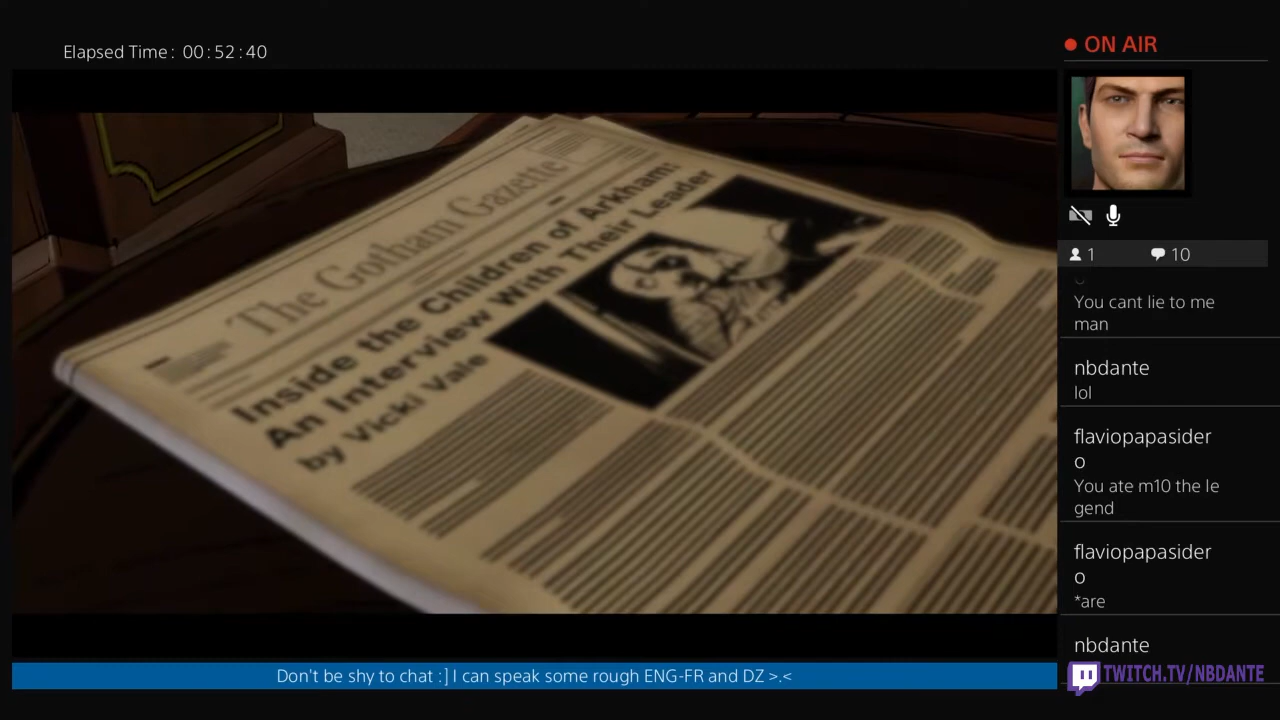 Elapsed Time: 00:52:40
ON AIR
The Gotham Gazette
Inside the Children of Arkham:
An Interview With Their Leader
by Vicki Vale
1
10
You cant lie to me
man
nbdante
lol
flaviopapasider
o
You ate m10 the le
gend
flaviopapasider
o
*are
nbdante
TWITCH.TV/NBDANTE
Don't be shy to chat :] I can speak some rough ENG-FR and DZ >.<